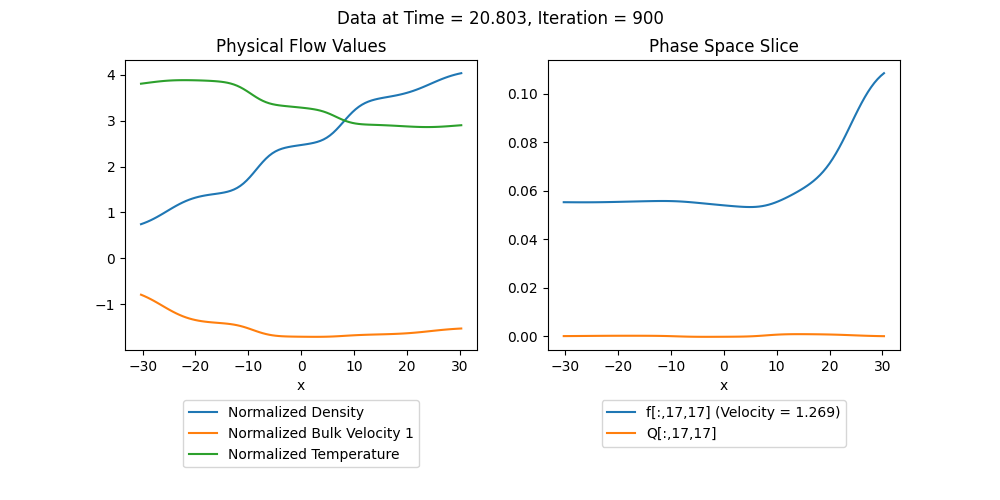 Data at Time = 20.803, Iteration = 900
Physical Flow Values
4
3
2
1
0
−1
−30 −20 −10 0 10 20 30
x
Normalized Density
Normalized Bulk Velocity 1
Normalized Temperature
Phase Space Slice
0.10
0.08
0.06
0.04
0.02
0.00
−30 −20 −10 0 10 20 30
x
f[:,17,17] (Velocity = 1.269)
Q[:,17,17]